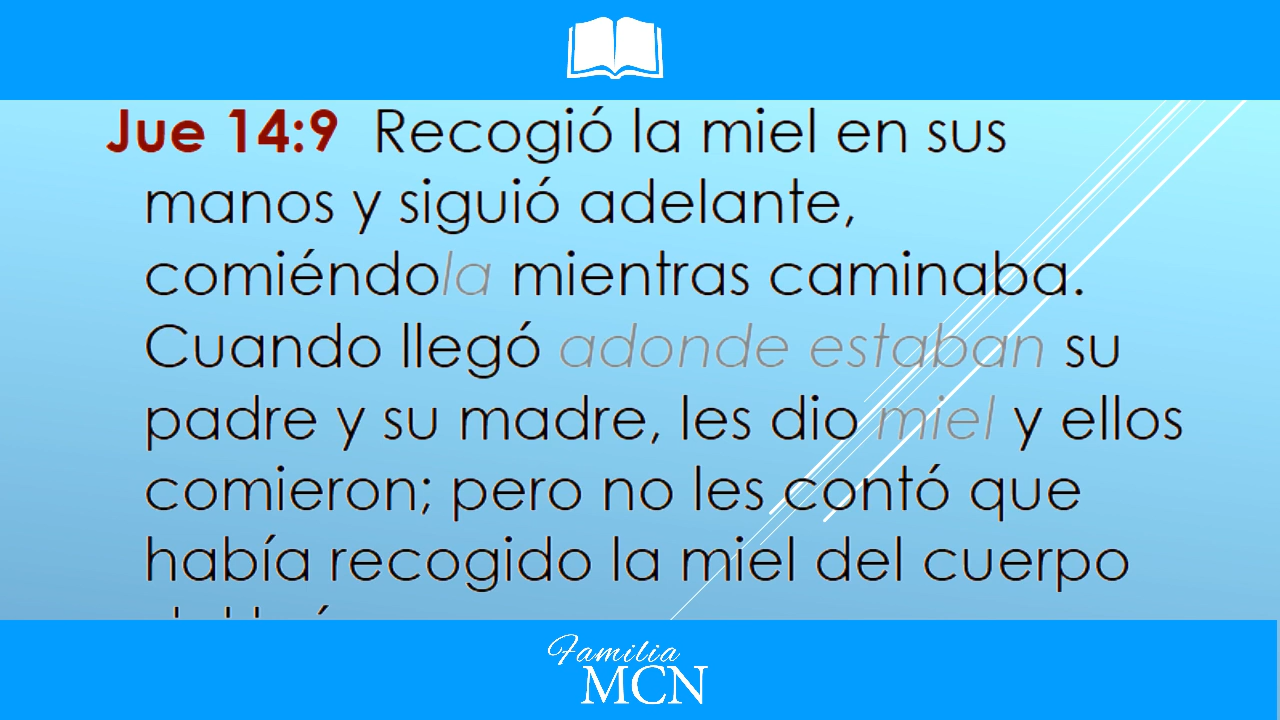 Jue 14:9 Recogió la miel en sus
manos y siguió adelante,
comiéndola mientras caminaba.
Cuando llegó adonde estaban su
padre y su madre, les dio miel y ellos
comieron; pero no les contó que
había recogido la miel del cuerpo
Familia
MCN